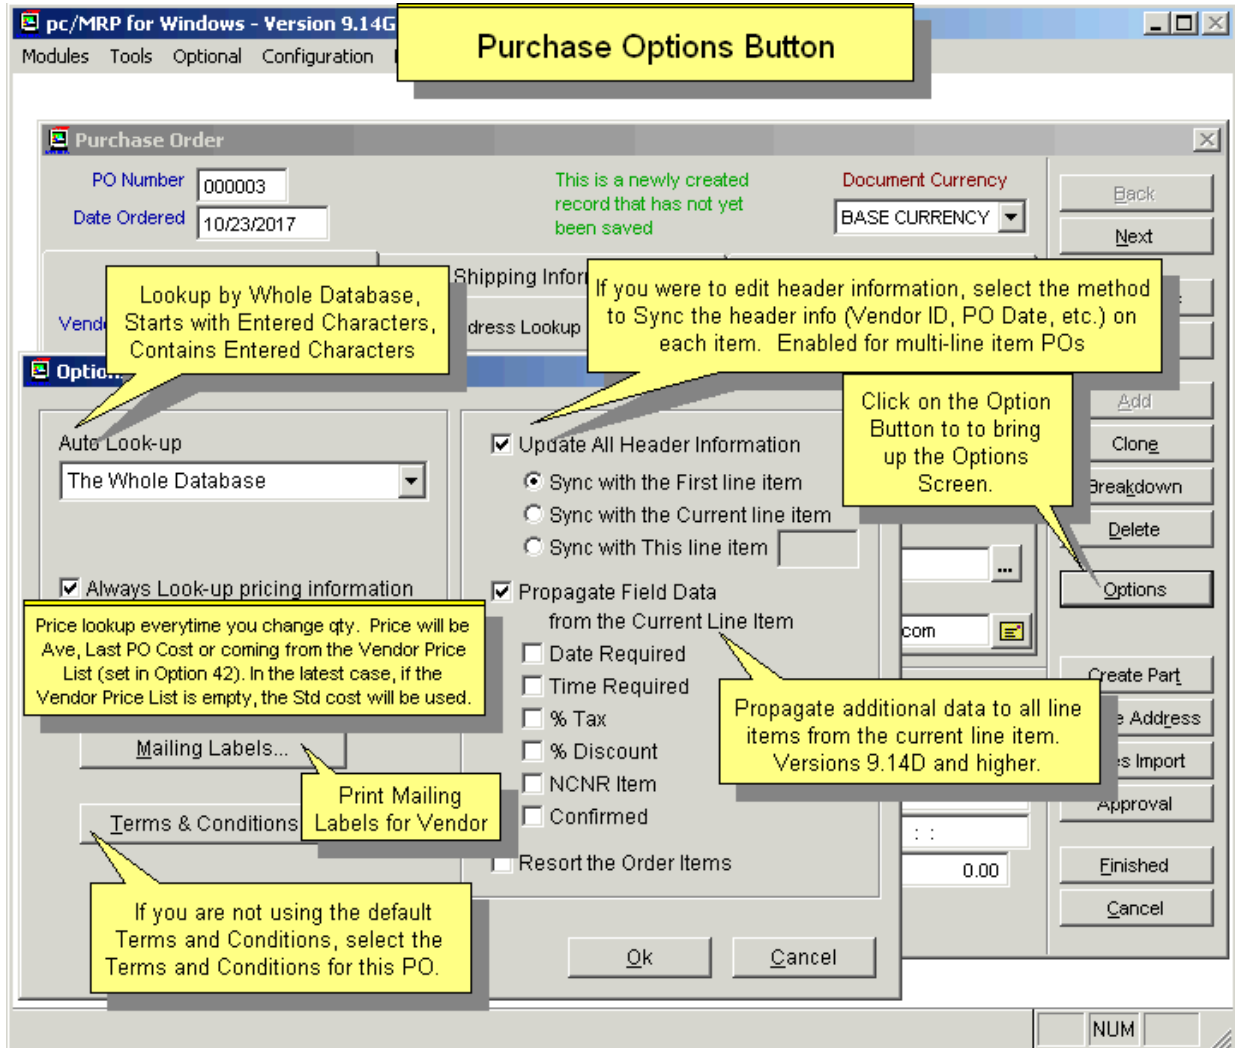 pc/MRP for Windows - Version 9.14G
Purchase Options Button
Modules Tools Optional Configuration
Purchase Order
PO Number 000003
Date Ordered 10/23/2017
This is a newly created
record that has not yet
been saved
Document Currency
BASE CURRENCY
Back
Next
Shipping
Lookup by Whole Database,
Starts with Entered Characters,
Contains Entered Characters
If you were to edit header information, select the method
to Sync the header info (Vendor ID, PO Date, etc.) on
each item. Enabled for multi-line item POs
Lookup
Click on the Option
Button to to bring
up the Options
Screen.
Add
Clone
Breakdown
Delete
Options
Auto Look-up
The Whole Database
Always Look-up pricing information
Price lookup everytime you change qty. Price will be
Ave, Last PO Cost or coming from the Vendor Price
List (set in Option 42). In the latest case, if the
Vendor Price List is empty, the Std cost will be used.
Mailing Labels...
Print Mailing
Labels for Vendor
Terms & Conditions
If you are not using the default
Terms and Conditions, select the
Terms and Conditions for this PO.
Update All Header Information
Sync with the First line item
Sync with the Current line item
Sync with This line item
Propagate Field Data
from the Current Line Item
Date Required
Time Required
% Tax
% Discount
NCNR Item
Confirmed
Resort the Order Items
Propagate additional data to all line
items from the current line item.
Versions 9.14D and higher.
...
com
Create Part
Address
Import
Approval
: :
0.00
Finished
Cancel
Ok
Cancel
NUM